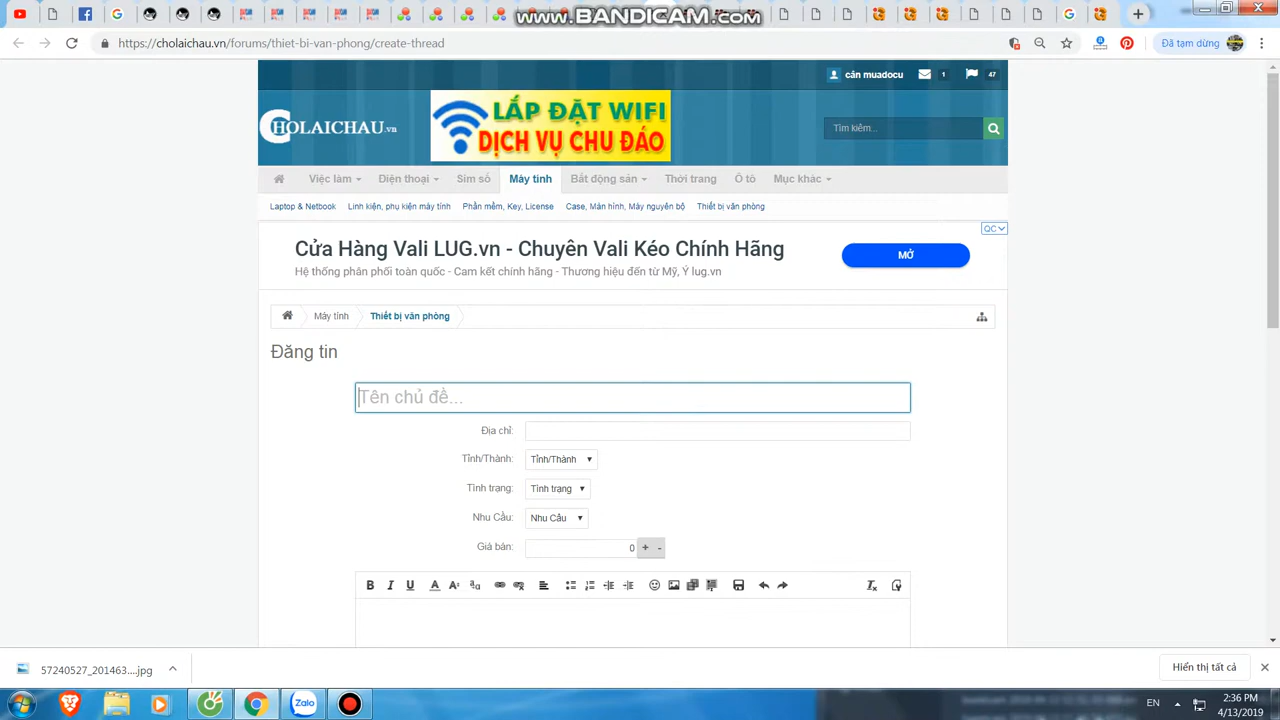 www.BANDICAM.com
https://cholaichau.vn/forums/thiet-bi-van-phong/create-thread
Đã tạm dừng
cần muadocu 1 47
CHOLAICHAU.vn
LẮP ĐẶT WIFI
DỊCH VỤ CHU ĐÁO
Tìm kiếm...
Việc làm Điện thoại Sim số Máy tính Bất động sản Thời trang Ô tô Mục khác
Laptop & Netbook Linh kiện, phụ kiện máy tính Phần mềm, Key, License Case, Màn hình, Máy nguyên bộ Thiết bị văn phòng
QC
Cửa Hàng Vali LUG.vn - Chuyên Vali Kéo Chính Hãng
MỞ
Hệ thống phân phối toàn quốc - Cam kết chính hãng - Thương hiệu đến từ Mỹ, Ý lug.vn
Máy tính Thiết bị văn phòng
Đăng tin
Tên chủ đề...
Địa chỉ:
Tỉnh/Thành: Tỉnh/Thành
Tình trạng: Tình trạng
Nhu Cầu: Nhu Cầu
Giá bán: 0 + -
B I U A
57240527_201463....jpg
Hiển thị tất cả
Zalo
EN
2:36 PM
4/13/2019